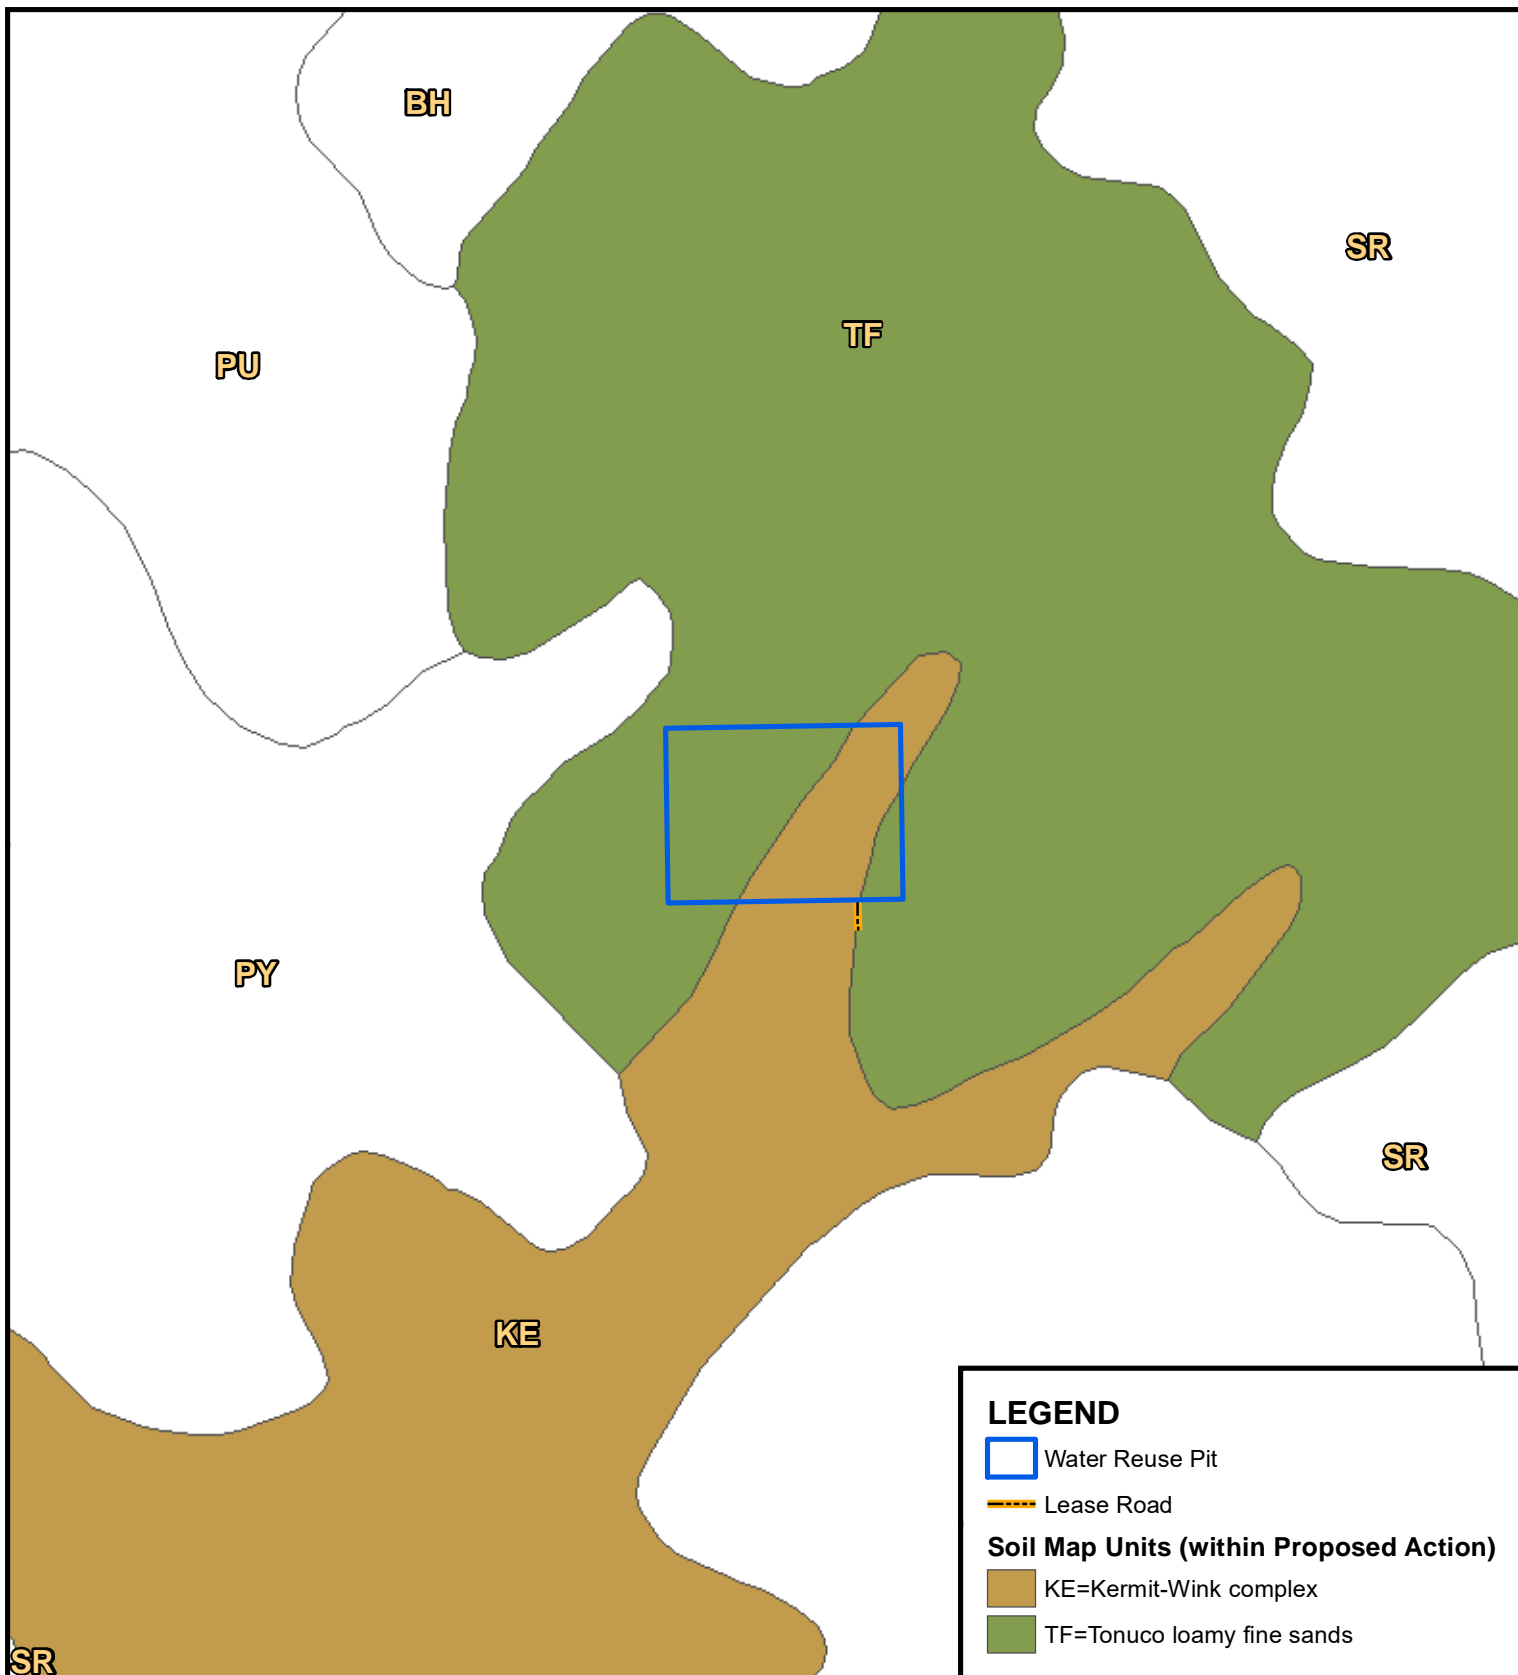 BH
SR
TF
PU
PY
SR
KE
SR
LEGEND
Water Reuse Pit
Lease Road
Soil Map Units (within Proposed Action)
KE=Kermit-Wink complex
TF=Tonuco loamy fine sands